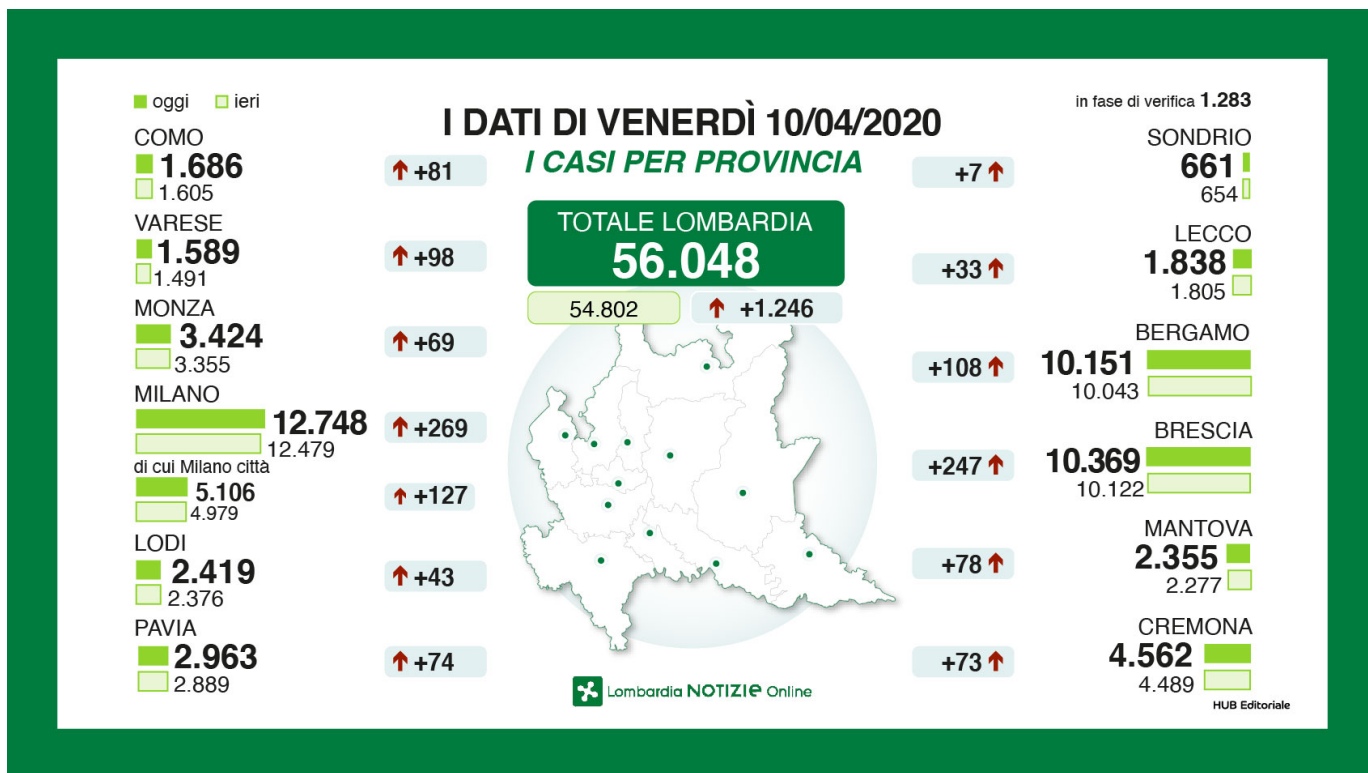 oggi ieri
in fase di verifica 1.283
I DATI DI VENERDÌ 10/04/2020
I CASI PER PROVINCIA
TOTALE LOMBARDIA
56.048
54.802 +1.246
COMO
1.686 +81
1.605
VARESE
1.589 +98
1.491
MONZA
3.424 +69
3.355
MILANO
12.748 +269
12.479
di cui Milano città
5.106 +127
4.979
LODI
2.419 +43
2.376
PAVIA
2.963 +74
2.889
SONDRIO
+7 661
654
LECCO
+33 1.838
1.805
BERGAMO
+108 10.151
10.043
BRESCIA
+247 10.369
10.122
MANTOVA
+78 2.355
2.277
CREMONA
+73 4.562
4.489
Lombardia NOTIZIe Online
HUB Editoriale